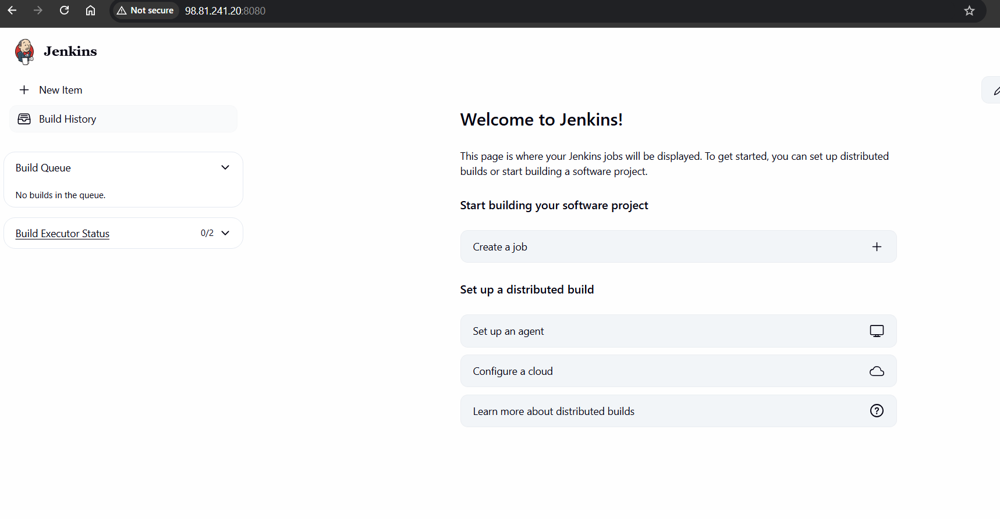 Not secure 98.81.241.20:8080
Jenkins
New Item
Build History
Build Queue
No builds in the queue.
Build Executor Status 0/2
Welcome to Jenkins!
This page is where your Jenkins jobs will be displayed. To get started, you can set up distributed
builds or start building a software project.
Start building your software project
Create a job
Set up a distributed build
Set up an agent
Configure a cloud
Learn more about distributed builds